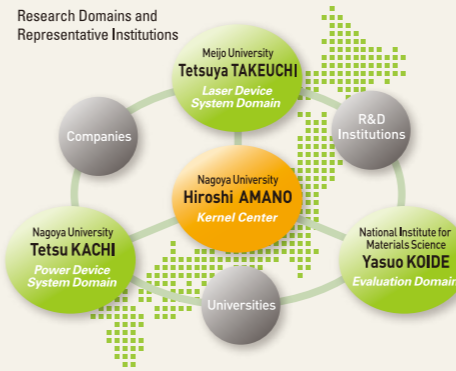 Research Domains and
Representative Institutions
Meijo University
Tetsuya TAKEUCHI
Laser Device
System Domain
Companies
R&D
Institutions
Nagoya University
Hiroshi AMANO
Kernel Center
Nagoya University
Tetsu KACHI
Power Device
System Domain
National Institute for
Materials Science
Yasuo KOIDE
Evaluation Domain
Universities